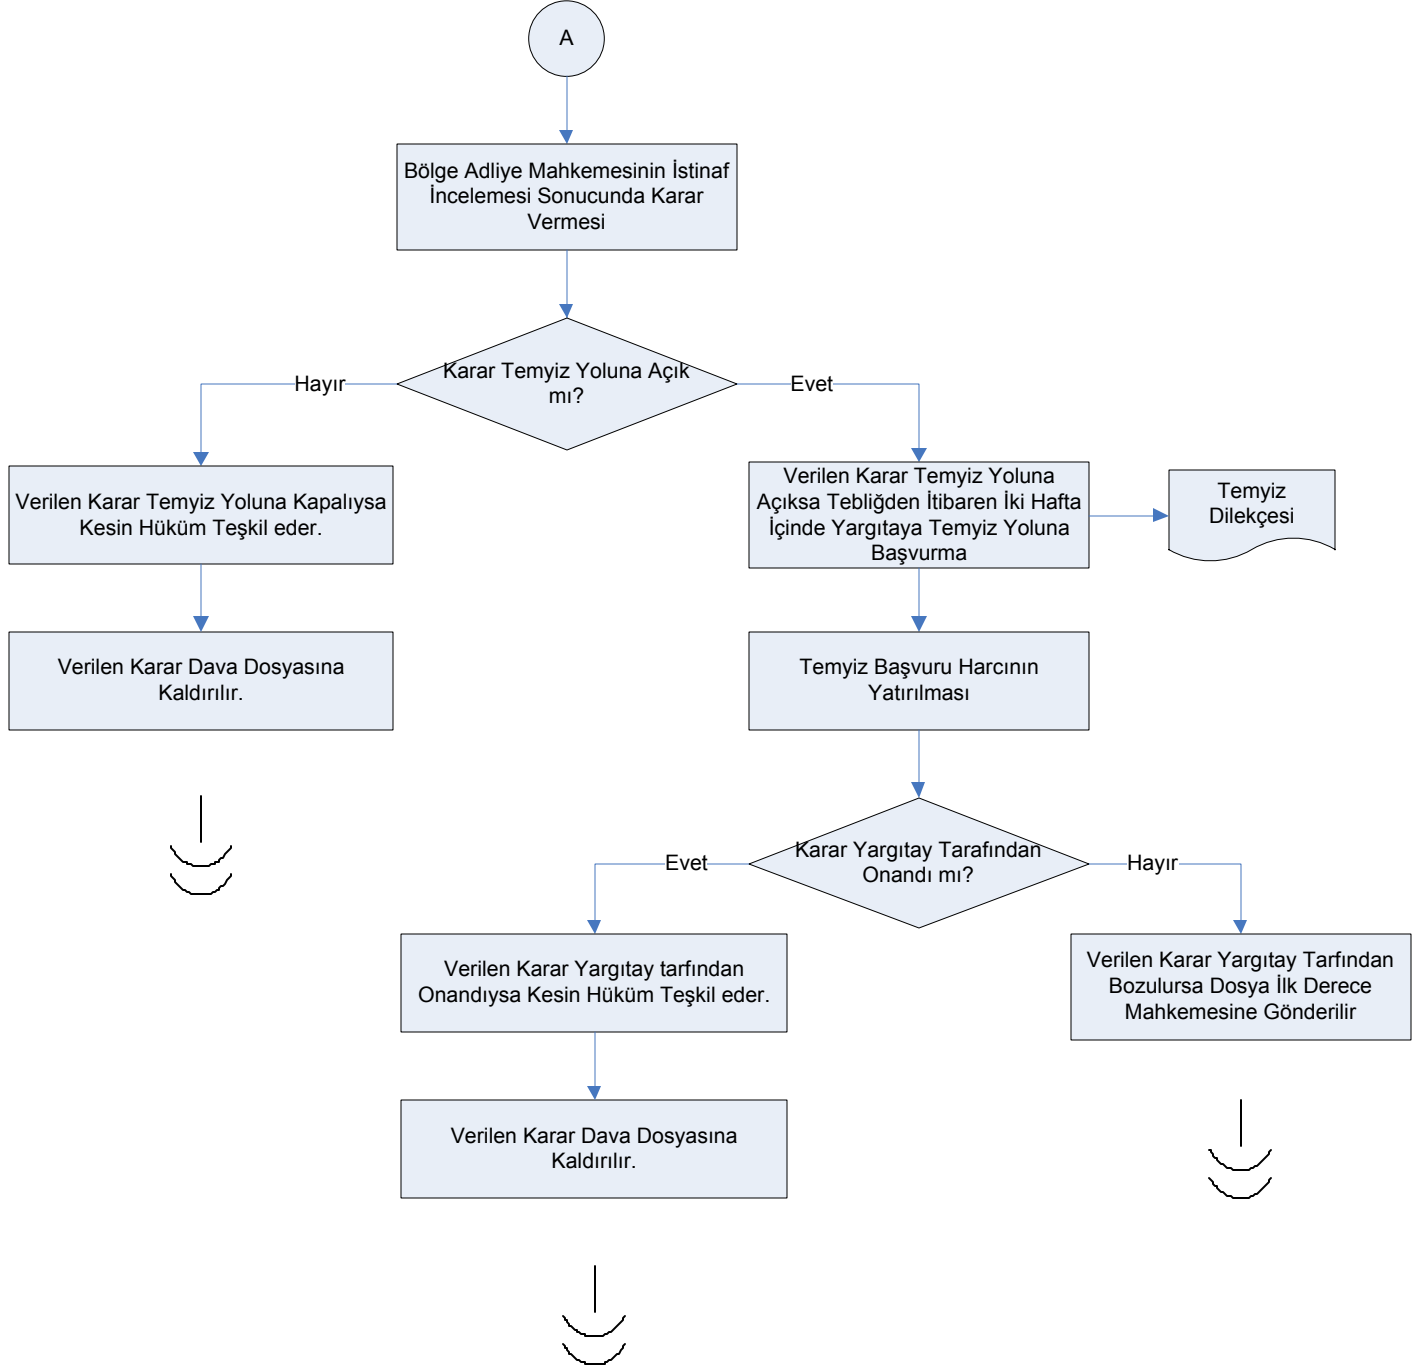 A
Bölge Adliye Mahkemesinin İstinaf
İncelemesi Sonucunda Karar
Vermesi
Karar Temyiz Yoluna Açık
mı?
Hayır
Evet
Verilen Karar Temyiz Yoluna Kapalıysa
Kesin Hüküm Teşkil eder.
Verilen Karar Temyiz Yoluna
Açıksa Tebliğden İtibaren İki Hafta
İçinde Yargıtaya Temyiz Yoluna
Başvurma
Temyiz
Dilekçesi
Verilen Karar Dava Dosyasına
Kaldırılır.
Temyiz Başvuru Harcının
Yatırılması
Karar Yargıtay Tarafından
Onandı mı?
Evet
Hayır
Verilen Karar Yargıtay tarfından
Onandıysa Kesin Hüküm Teşkil eder.
Verilen Karar Yargıtay Tarfından
Bozulursa Dosya İlk Derece
Mahkemesine Gönderilir
Verilen Karar Dava Dosyasına
Kaldırılır.